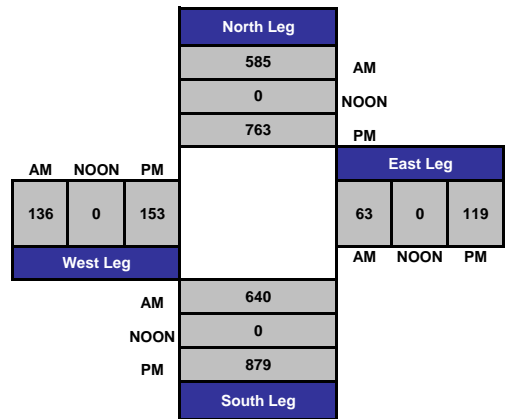 North Leg
585 AM
0 NOON
763 PM
AM NOON PM East Leg
136 0 153 63 0 119
West Leg AM NOON PM
AM 640
NOON 0
PM 879
South Leg